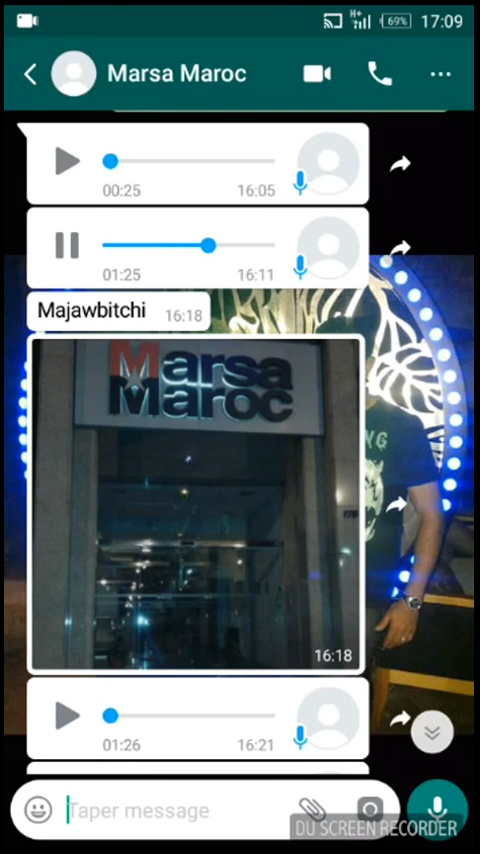 H+
69%
17:09
Marsa Maroc
00:25
16:05
01:25
16:11
Majawbitchi
16:18
Marsa
Maroc
NG
16:18
01:26
16:21
Taper message
DU SCREEN RECORDER